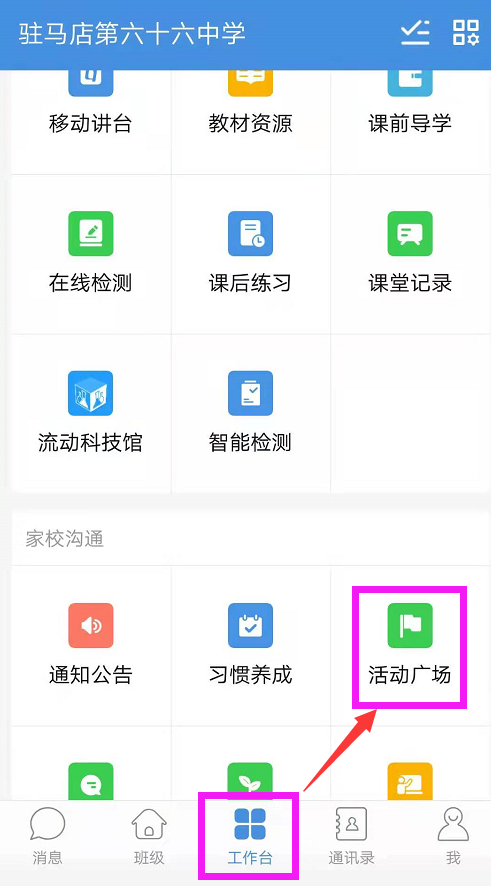 驻马店第六十六中学
移动讲台 教材资源 课前导学
在线检测 课后练习 课堂记录
流动科技馆 智能检测
家校沟通
通知公告 习惯养成 活动广场
消息 班级 工作台 通讯录 我